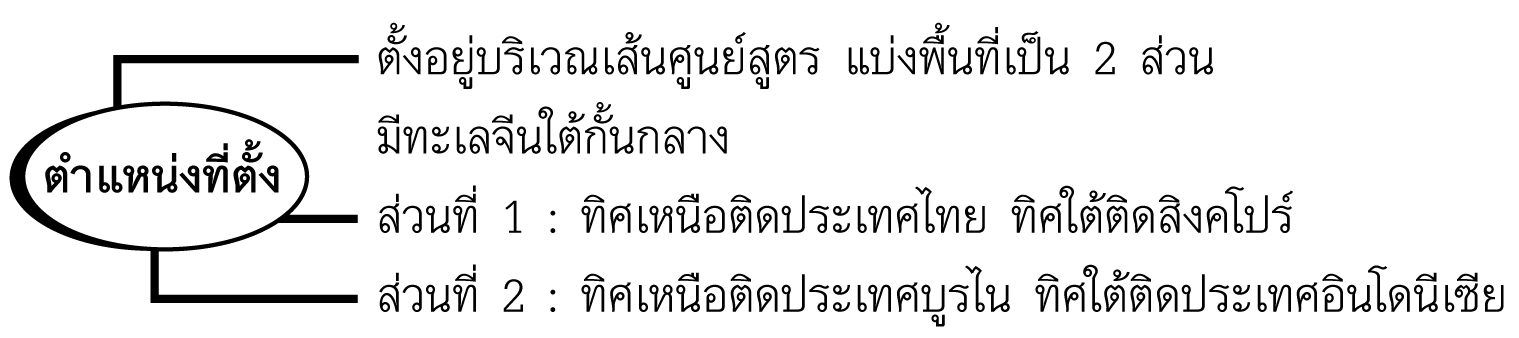 ตั้งอยู่บริเวณเส้นศูนย์สูตร แบ่งพื้นที่เป็น 2 ส่วน
มีทะเลจีนใต้กั้นกลาง
ตำแหน่งที่ตั้ง
ส่วนที่ 1 : ทิศเหนือติดประเทศไทย ทิศใต้ติดสิงคโปร์
ส่วนที่ 2 : ทิศเหนือติดประเทศบูรไน ทิศใต้ติดประเทศอินโดนีเซีย